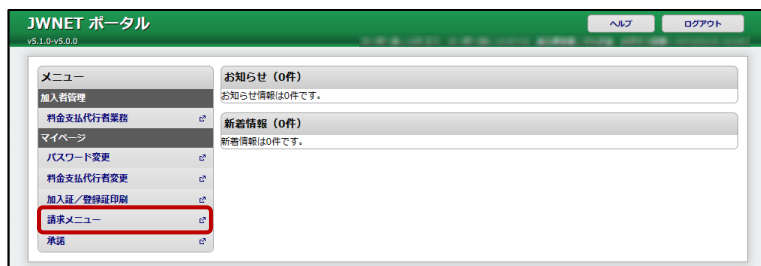 JWNET ポータル
v5.1.0-v5.0.0
ヘルプ
ログアウト
メニュー
加入者管理
料金支払代行者業務
マイページ
パスワード変更
料金支払代行者変更
加入証／登録証印刷
請求メニュー
承諾
お知らせ（0件）
お知らせ情報は0件です。
新着情報（0件）
新着情報は0件です。